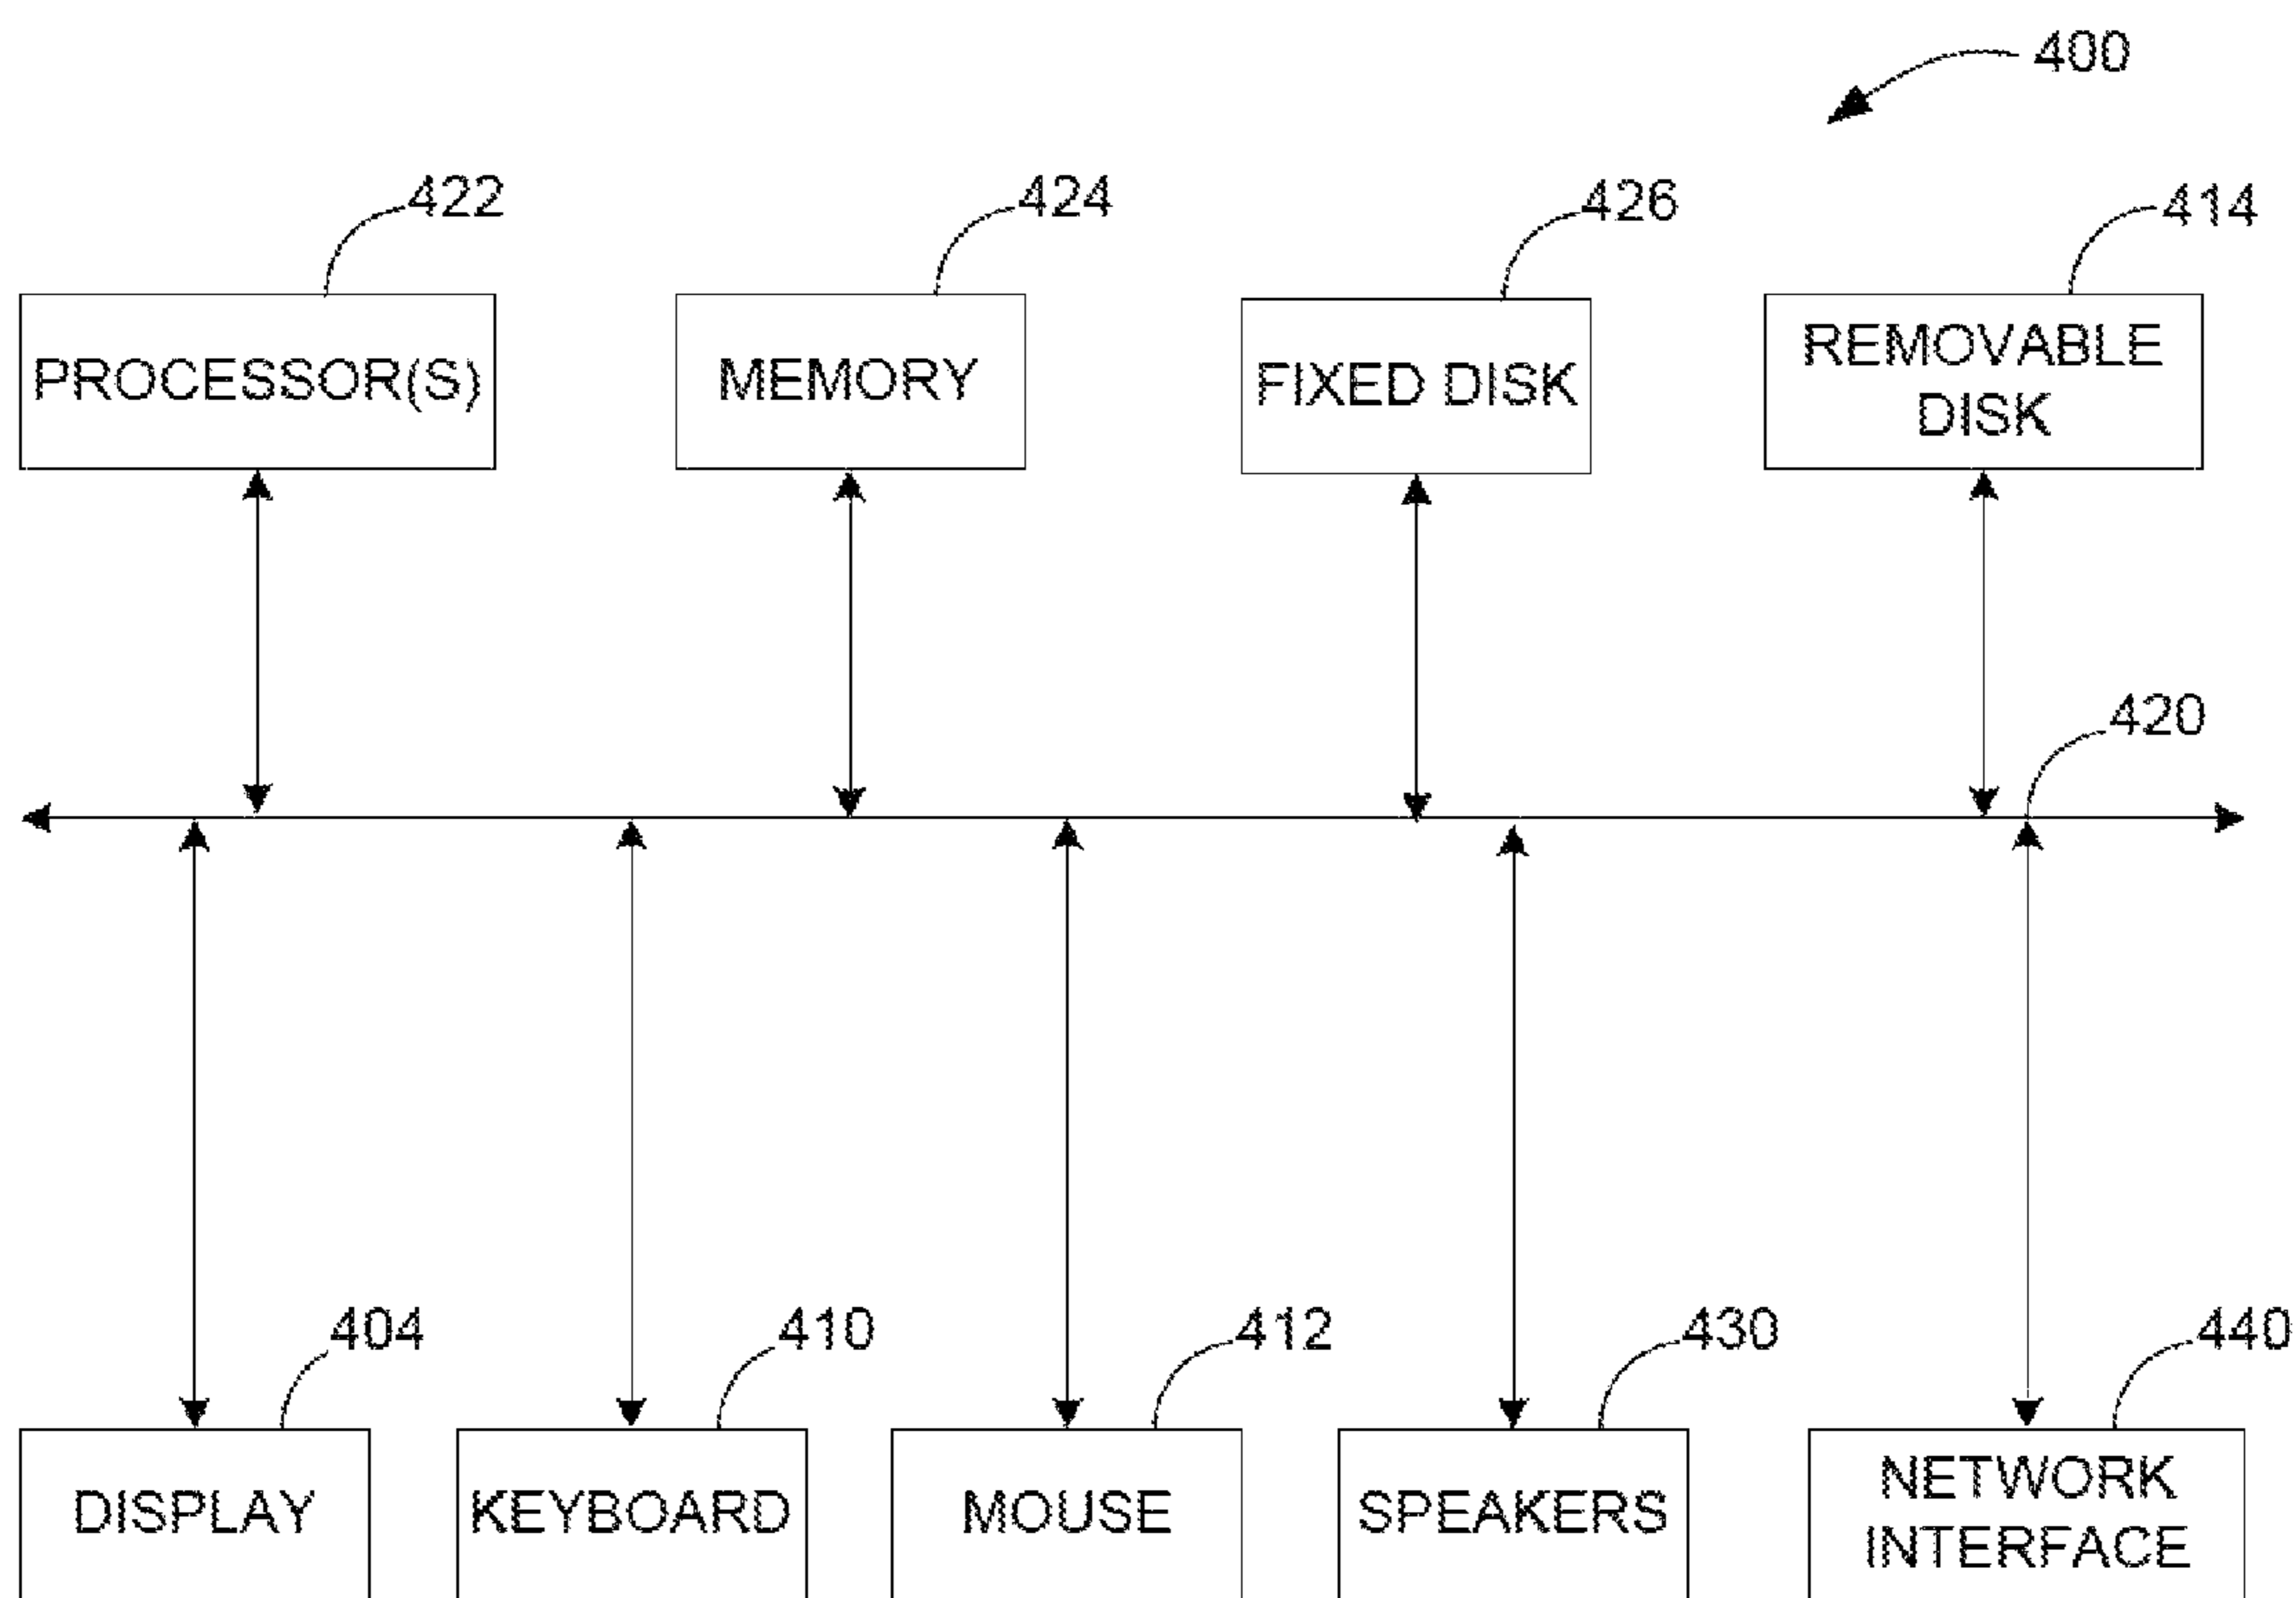 400
422
424
426
414
PROCESSOR(S)
MEMORY
FIXED DISK
REMOVABLE
DISK
420
404
410
412
430
440
DISPLAY
KEYBOARD
MOUSE
SPEAKERS
NETWORK
INTERFACE